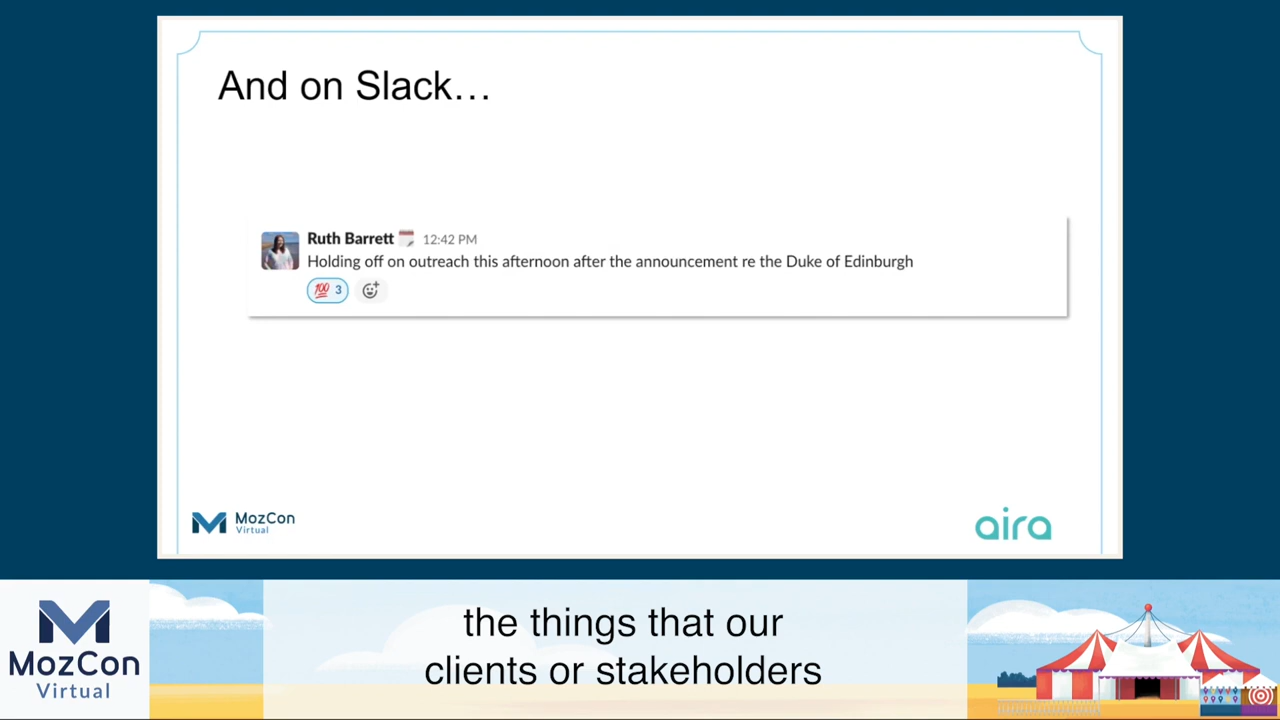 And on Slack…
Ruth Barrett 12:42 PM
Holding off on outreach this afternoon after the announcement re the Duke of Edinburgh
100 3
MozCon
Virtual
aira
MozCon
Virtual
the things that our
clients or stakeholders